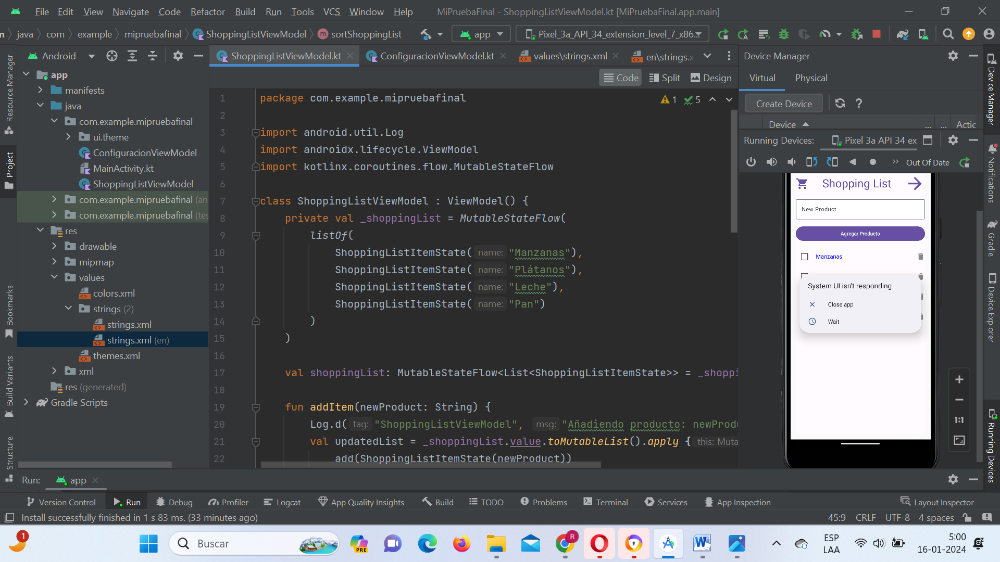 File Edit View Navigate Code Refactor Build Run Tools VCS Window Help MiPruebaFinal - ShoppingListViewModel.kt [MiPruebaFinal.app.main]
n java com example mipruebafinal ShoppingListViewModel sortShoppingList app Pixel_3a_API_34_extension_level_7_x86...
Android
ShoppingListViewModel.kt ConfiguracionViewModel.kt values\strings.xml en\strings.x
Code Split Design
app
manifests
java
com.example.mipruebafinal
ui.theme
ConfiguracionViewModel
MainActivity.kt
ShoppingListViewModel
com.example.mipruebafinal (an
com.example.mipruebafinal (tes
res
drawable
mipmap
values
colors.xml
strings (2)
strings.xml
strings.xml (en)
themes.xml
xml
res (generated)
Gradle Scripts
Resource Manager
Project
Bookmarks
Build Variants
Structure
1 package com.example.mipruebafinal
2
3 import android.util.Log
4 import androidx.lifecycle.ViewModel
5 import kotlinx.coroutines.flow.MutableStateFlow
6
7 class ShoppingListViewModel : ViewModel() {
8 private val _shoppingList = MutableStateFlow(
9 listOf(
10 ShoppingListItemState( name: "Manzanas"),
11 ShoppingListItemState( name: "Plátanos"),
12 ShoppingListItemState( name: "Leche"),
13 ShoppingListItemState( name: "Pan")
14 )
15 )
16
17 val shoppingList: MutableStateFlow<List<ShoppingListItemState>> = _shoppi
18
19 fun addItem(newProduct: String) {
20 Log.d( tag: "ShoppingListViewModel", msg: "Añadiendo producto: newProdu
21 val updatedList = _shoppingList.value.toMutableList().apply { this: Muta
22 add(ShoppingListItemState(newProduct))
1 5
Device Manager
Virtual Physical
Create Device ?
Device ... ... Actic
Running Devices: Pixel 3a API 34 ex
Out Of Date
Shopping List
New Product
Agregar Producto
Manzanas
System UI isn't responding
Close app
Wait
1:1
Device Manager
Notifications
Gradle
Device Explorer
Running Devices
Run: app
Version Control Run Debug Profiler Logcat App Quality Insights Build TODO Problems Terminal Services App Inspection Layout Inspector
Install successfully finished in 1 s 83 ms. (33 minutes ago) 45:9 CRLF UTF-8 4 spaces
1 Buscar PRE R ESP 5:00
LAA 16-01-2024